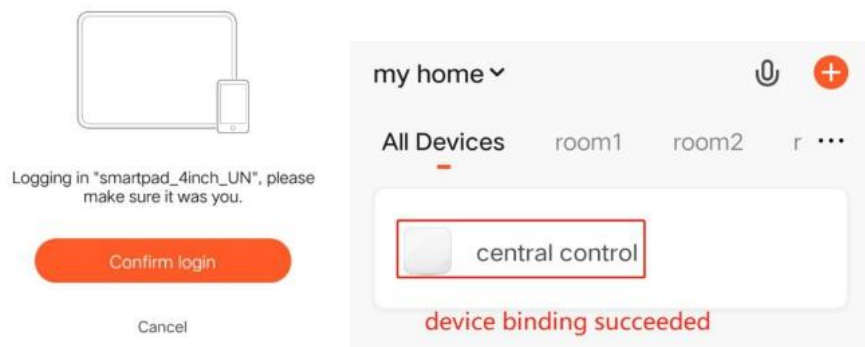 Logging in "smartpad_4inch_UN", please
make sure it was you.
Confirm login
Cancel
my home
All Devices room1 room2 r ···
central control
device binding succeeded